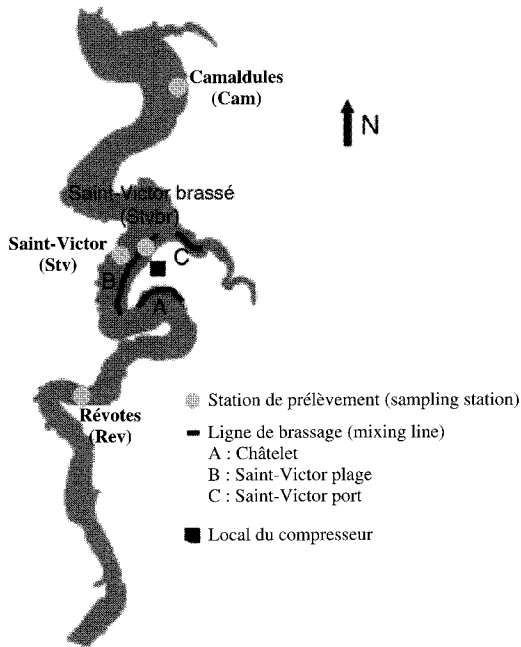 Camaldules
(Cam)
N
Saint-Victor brassé
(Stvbr)
Saint-Victor
(Stv)
C
B
A
Révotes
(Rev)
Station de prélèvement (sampling station)
Ligne de brassage (mixing line)
A : Châtelet
B : Saint-Victor plage
C : Saint-Victor port
Local du compresseur